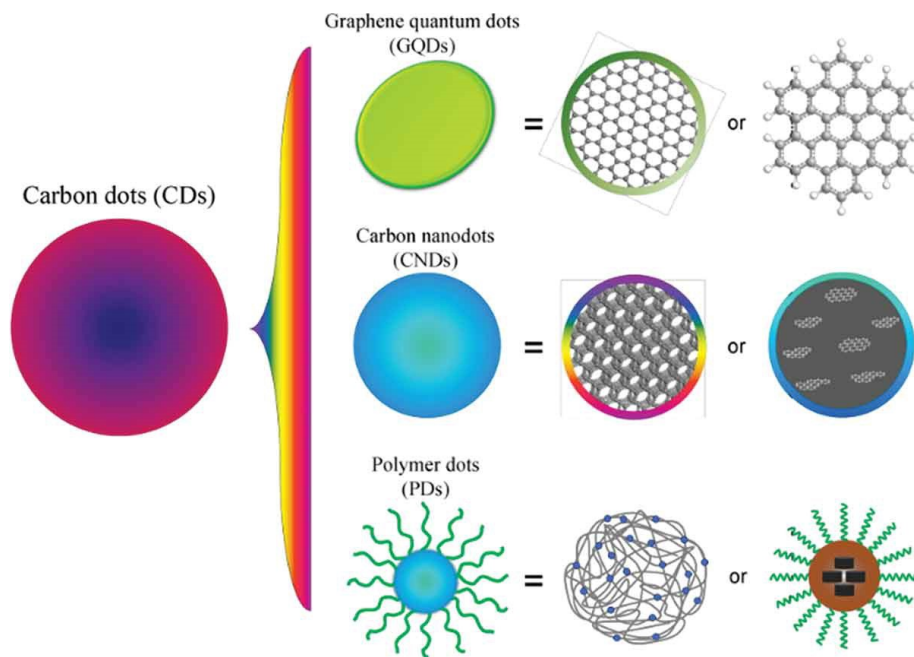 Graphene quantum dots
(GQDs)
= or
Carbon dots (CDs)
Carbon nanodots
(CNDs)
= or
Polymer dots
(PDs)
= or